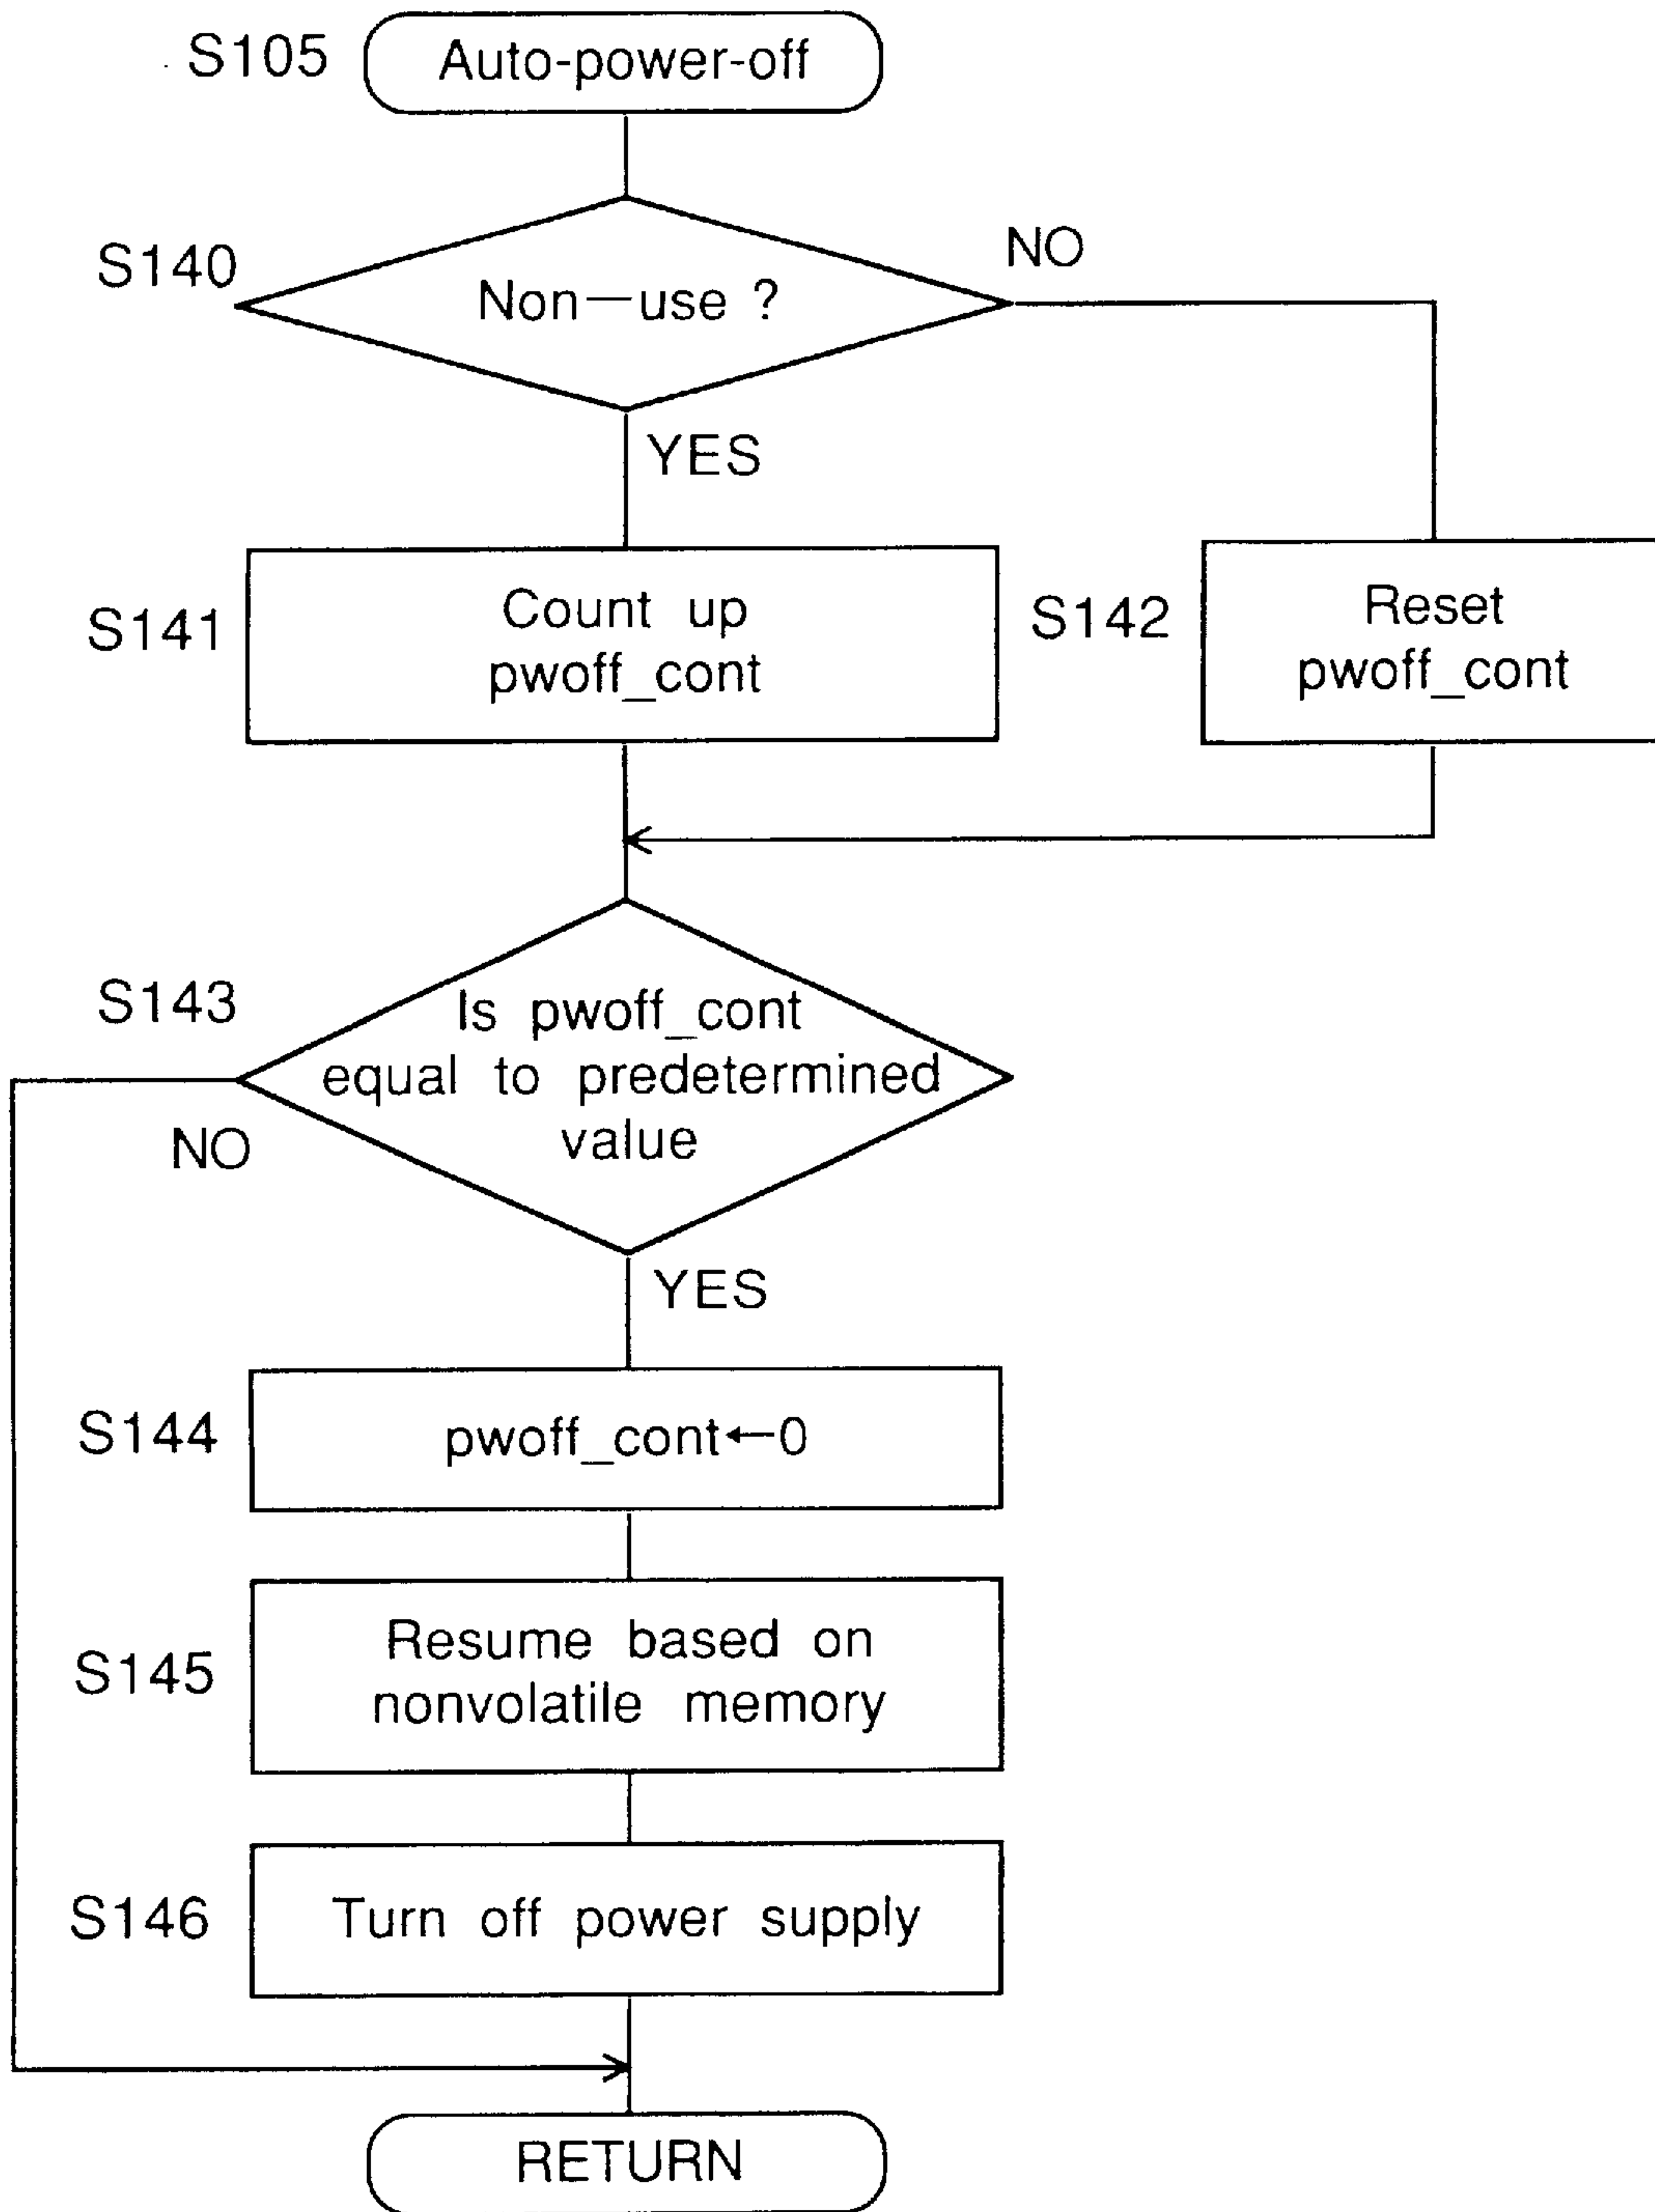 S105
Auto-power-off
S140
Non—use ?
NO
YES
S141
Count up
pwoff_cont
S142
Reset
pwoff_cont
S143
Is pwoff_cont
equal to predetermined
value
NO
YES
S144
pwoff_cont←0
S145
Resume based on
nonvolatile memory
S146
Turn off power supply
RETURN